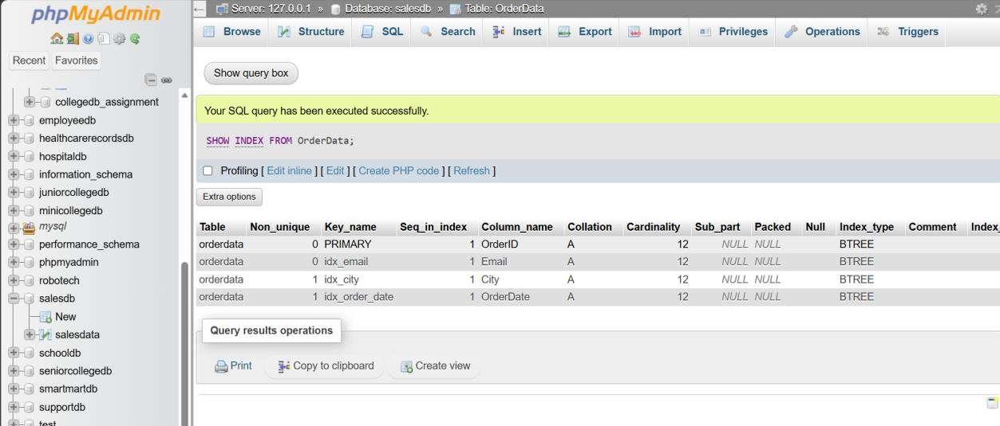 phpMyAdmin
Recent Favorites
collegedb_assignment
employeedb
healthcarerecordsdb
hospitaldb
information_schema
juniorcollegedb
minicollegedb
mysql
performance_schema
phpmyadmin
robotech
salesdb
New
salesdata
schooldb
seniorcollegedb
smartmartdb
supportdb
test
Server: 127.0.0.1 » Database: salesdb » Table: OrderData
Browse Structure SQL Search Insert Export Import Privileges Operations Triggers
Show query box
Your SQL query has been executed successfully.
SHOW INDEX FROM OrderData;
Profiling [ Edit inline ] [ Edit ] [ Create PHP code ] [ Refresh ]
Extra options
Table Non_unique Key_name Seq_in_index Column_name Collation Cardinality Sub_part Packed Null Index_type Comment Index_
orderdata 0 PRIMARY 1 OrderID A 12 NULL NULL BTREE
orderdata 0 idx_email 1 Email A 12 NULL NULL BTREE
orderdata 1 idx_city 1 City A 12 NULL NULL BTREE
orderdata 1 idx_order_date 1 OrderDate A 12 NULL NULL BTREE
Query results operations
Print Copy to clipboard Create view